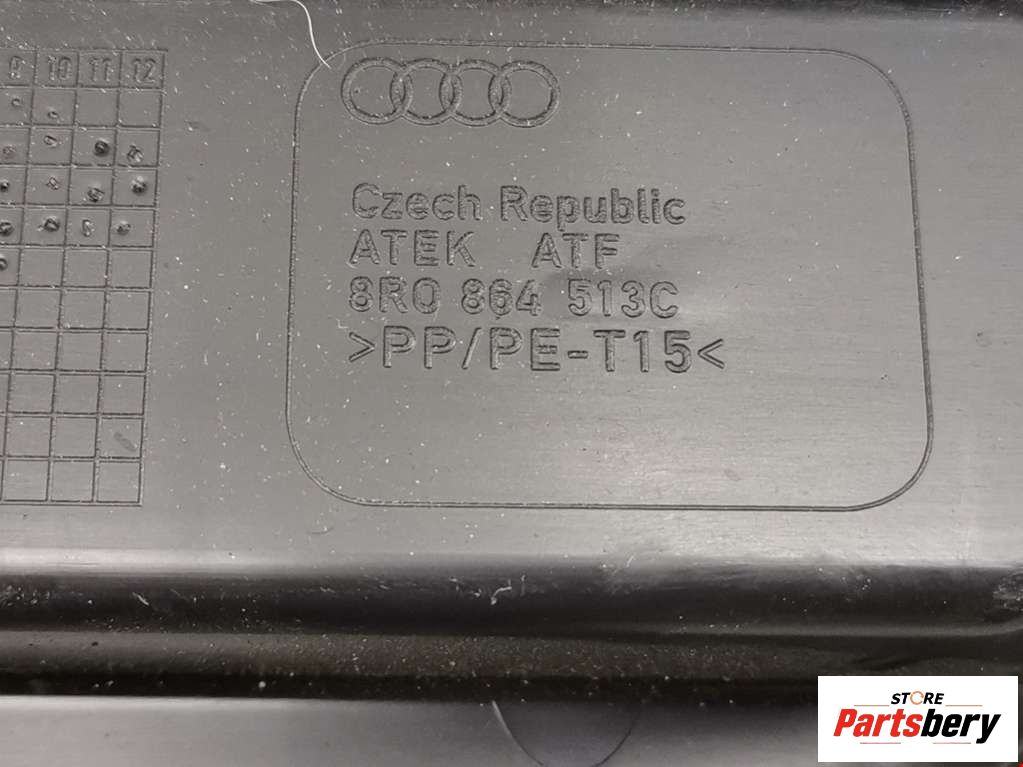 9 10 11 12
Czech Republic
ATEK ATF
8R0 864 513C
>PP/PE-T15<
STORE
Partsbery